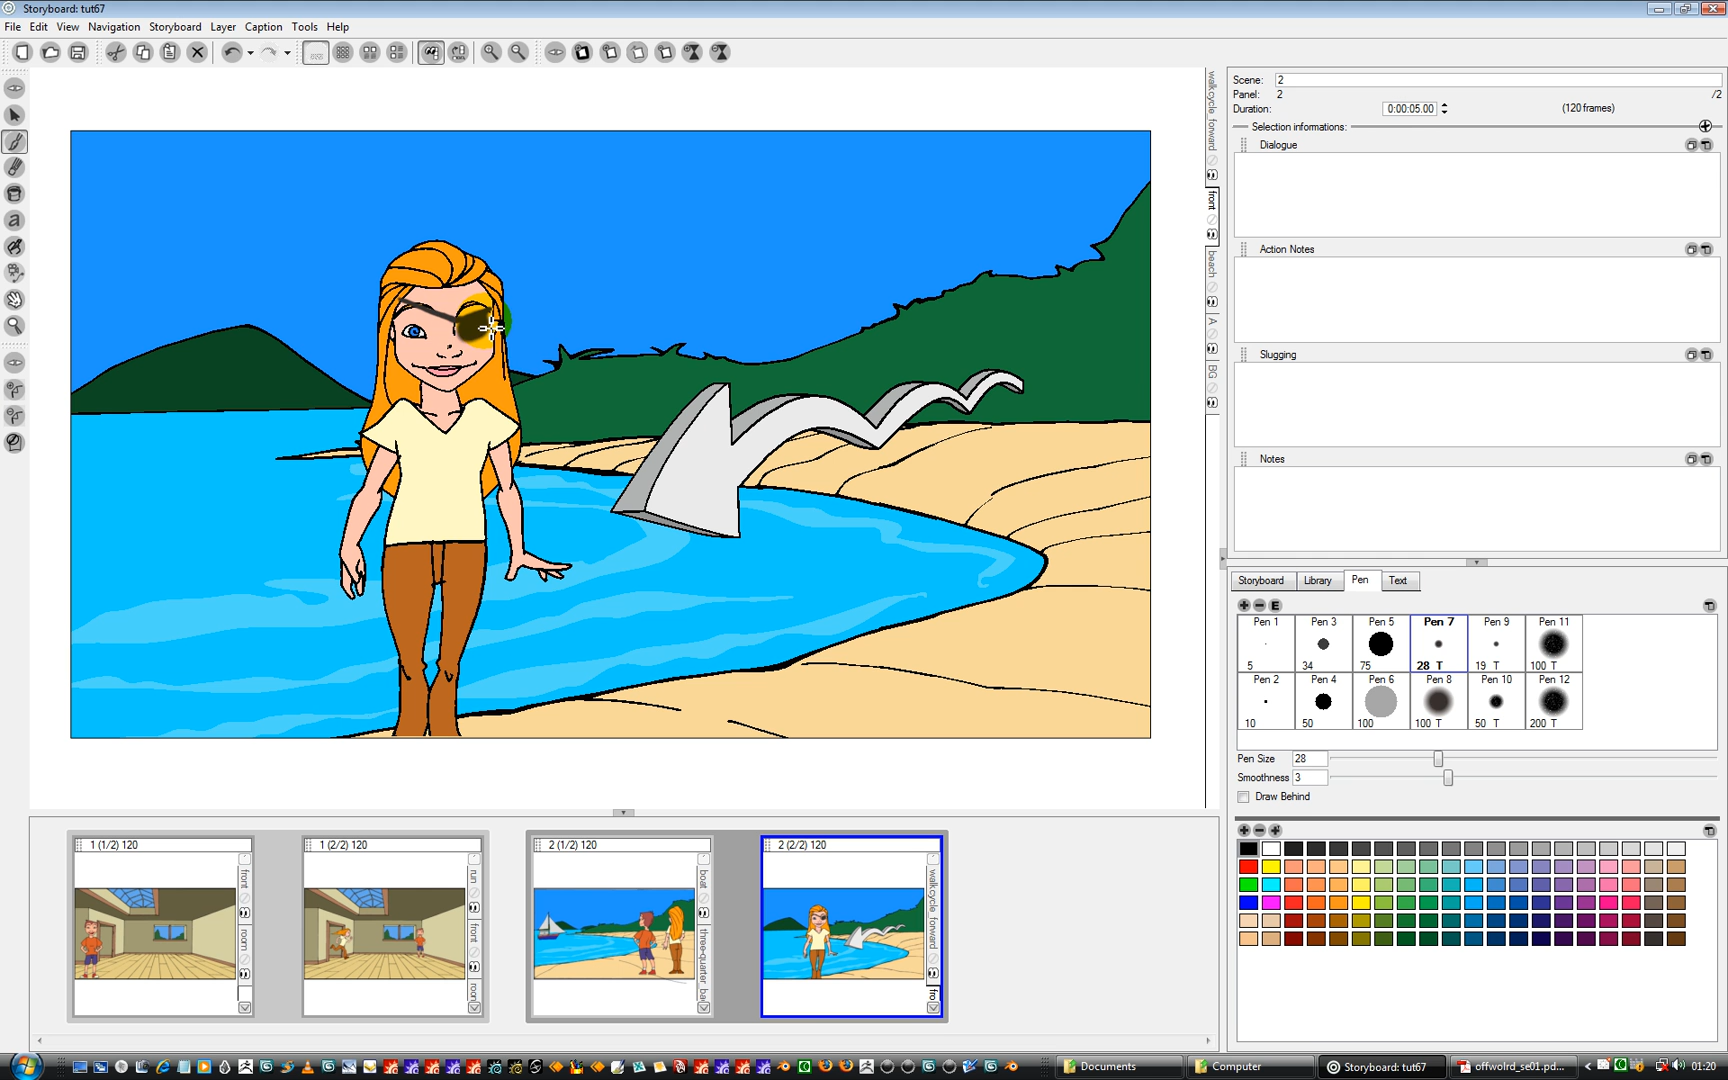 Storyboard: tut67
File Edit View Navigation Storyboard Layer Caption Tools Help
a
walkcycle_forward
front
beach
A
BG
Scene: 2
Panel: 2 /2
Duration: 0:00:05.00 (120 frames)
Selection informations:
Dialogue
Action Notes
Slugging
Notes
Storyboard Library Pen Text
E
Pen 1 Pen 3 Pen 5 Pen 7 Pen 9 Pen 11
5 34 75 28 T 19 T 100 T
Pen 2 Pen 4 Pen 6 Pen 8 Pen 10 Pen 12
10 50 100 100 T 50 T 200 T
Pen Size 28
Smoothness 3
Draw Behind
1 (1/2) 120
front
room
1 (2/2) 120
run
front
roon
2 (1/2) 120
boat
three-quarter_ba
2 (2/2) 120
walkcycle_forward
fro
Documents Computer Storyboard: tut67 offwolrd_se01.pd... 01:20